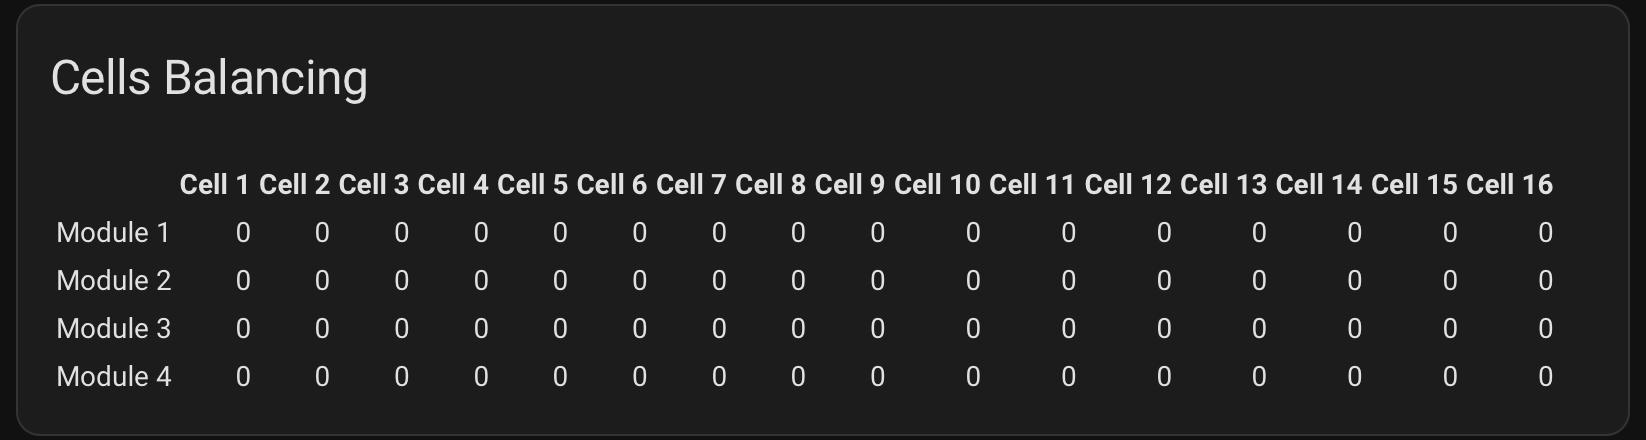 Cells Balancing
Cell 1 Cell 2 Cell 3 Cell 4 Cell 5 Cell 6 Cell 7 Cell 8 Cell 9 Cell 10 Cell 11 Cell 12 Cell 13 Cell 14 Cell 15 Cell 16
Module 1 0 0 0 0 0 0 0 0 0 0 0 0 0 0 0 0
Module 2 0 0 0 0 0 0 0 0 0 0 0 0 0 0 0 0
Module 3 0 0 0 0 0 0 0 0 0 0 0 0 0 0 0 0
Module 4 0 0 0 0 0 0 0 0 0 0 0 0 0 0 0 0